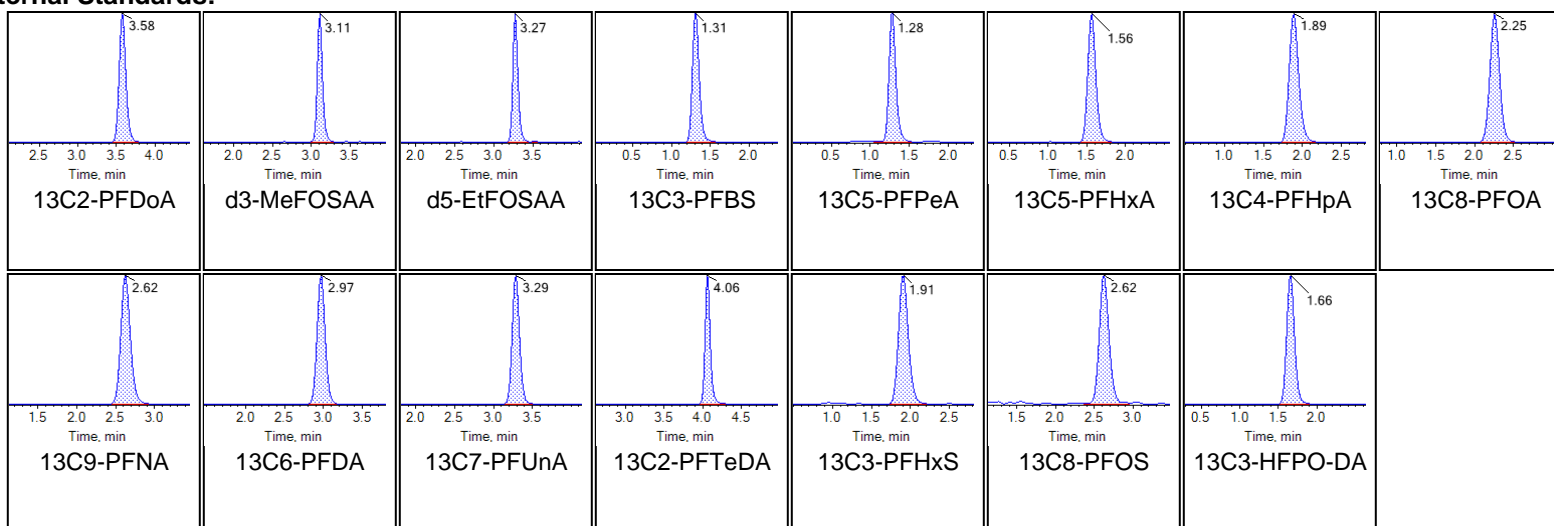 ternal Standards:
3.58 3.11 3.27 1.31 1.28 1.56 1.89 2.25
2.5 3.0 3.5 4.0 2.0 2.5 3.0 3.5 2.0 2.5 3.0 3.5 0.5 1.0 1.5 2.0 0.5 1.0 1.5 2.0 0.5 1.0 1.5 2.0 1.0 1.5 2.0 2.5 1.0 1.5 2.0 2.5
Time, min Time, min Time, min Time, min Time, min Time, min Time, min Time, min
13C2-PFDoA d3-MeFOSAA d5-EtFOSAA 13C3-PFBS 13C5-PFPeA 13C5-PFHxA 13C4-PFHpA 13C8-PFOA
2.62 2.97 3.29 4.06 1.91 2.62 1.66
1.5 2.0 2.5 3.0 2.0 2.5 3.0 3.5 2.0 2.5 3.0 3.5 3.0 3.5 4.0 4.5 1.0 1.5 2.0 2.5 1.5 2.0 2.5 3.0 0.5 1.0 1.5 2.0
Time, min Time, min Time, min Time, min Time, min Time, min Time, min
13C9-PFNA 13C6-PFDA 13C7-PFUnA 13C2-PFTeDA 13C3-PFHxS 13C8-PFOS 13C3-HFPO-DA